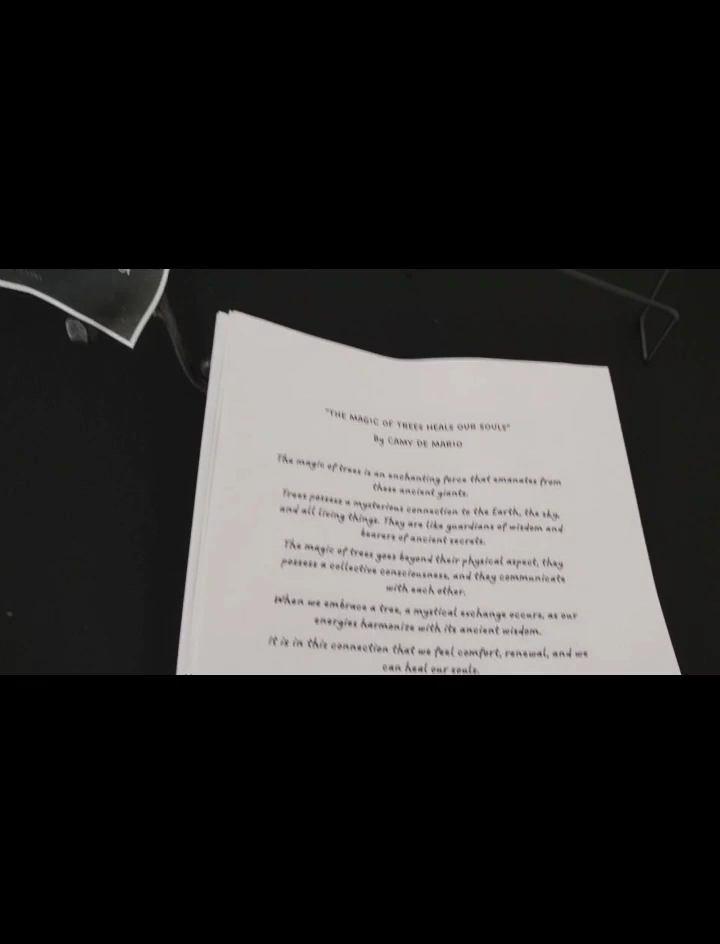 "THE MAGIC OF TREES HEALS OUR SOULS"
By CAMY DE MARIO
The magic of trees is an enchanting force that emanates from
these ancient giants.
Trees possess a mysterious connection to the Earth, the sky,
and all living things. They are like guardians of wisdom and
bearers of ancient secrets.
The magic of trees goes beyond their physical aspect, they
possess a collective consciousness, and they communicate
with each other.
When we embrace a tree, a mystical exchange occurs, as our
energies harmonize with its ancient wisdom.
It is in this connection that we feel comfort, renewal, and we
can heal our souls.